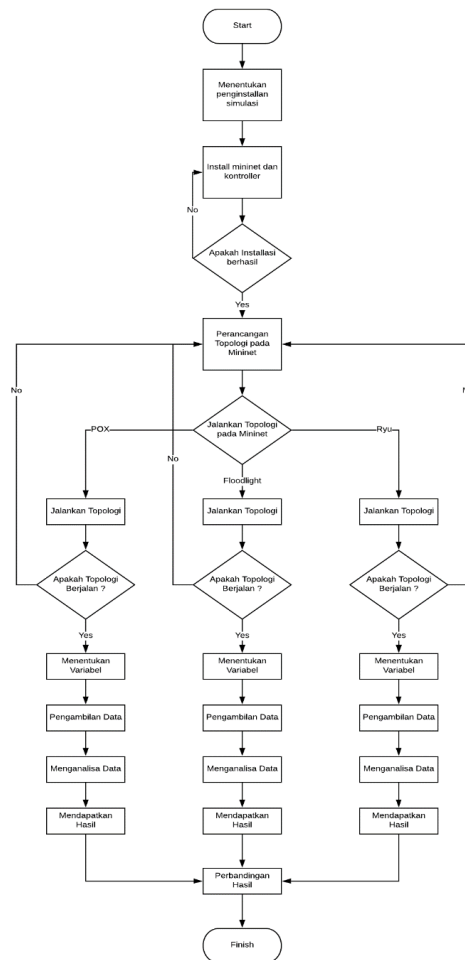 Start
Menentukan
penginstallan
simulasi
Install mininet dan
kontroller
No
Apakah Installasi
berhasil
Yes
Perancangan
Topologi pada
Mininet
No
No
Jalankan Topologi
pada Mininet
POX
Floodlight
Ryu
Jalankan Topologi
Jalankan Topologi
Jalankan Topologi
Apakah Topologi
Berjalan ?
Apakah Topologi
Berjalan ?
Apakah Topologi
Berjalan ?
Yes
Yes
Yes
Menentukan
Variabel
Menentukan
Variabel
Menentukan
Variabel
Pengambilan Data
Pengambilan Data
Pengambilan Data
Menganalisa Data
Menganalisa Data
Menganalisa Data
Mendapatkan
Hasil
Mendapatkan
Hasil
Mendapatkan
Hasil
Perbandingan
Hasil
Finish